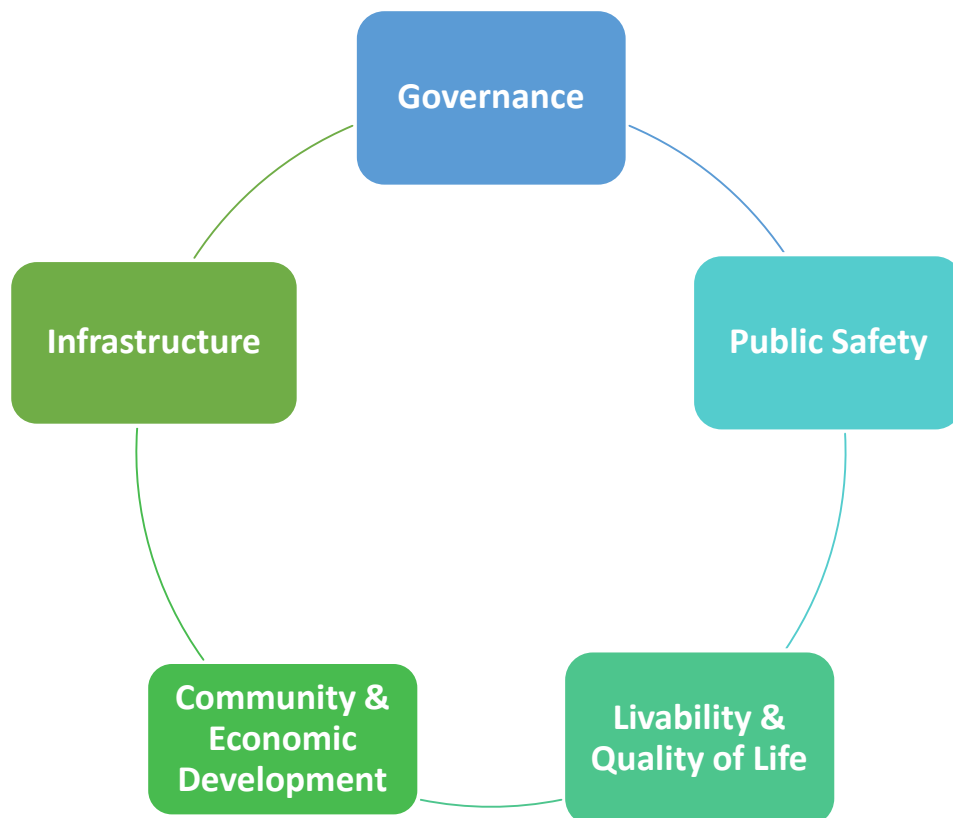 Governance
Public Safety
Livability &
Quality of Life
Community &
Economic
Development
Infrastructure